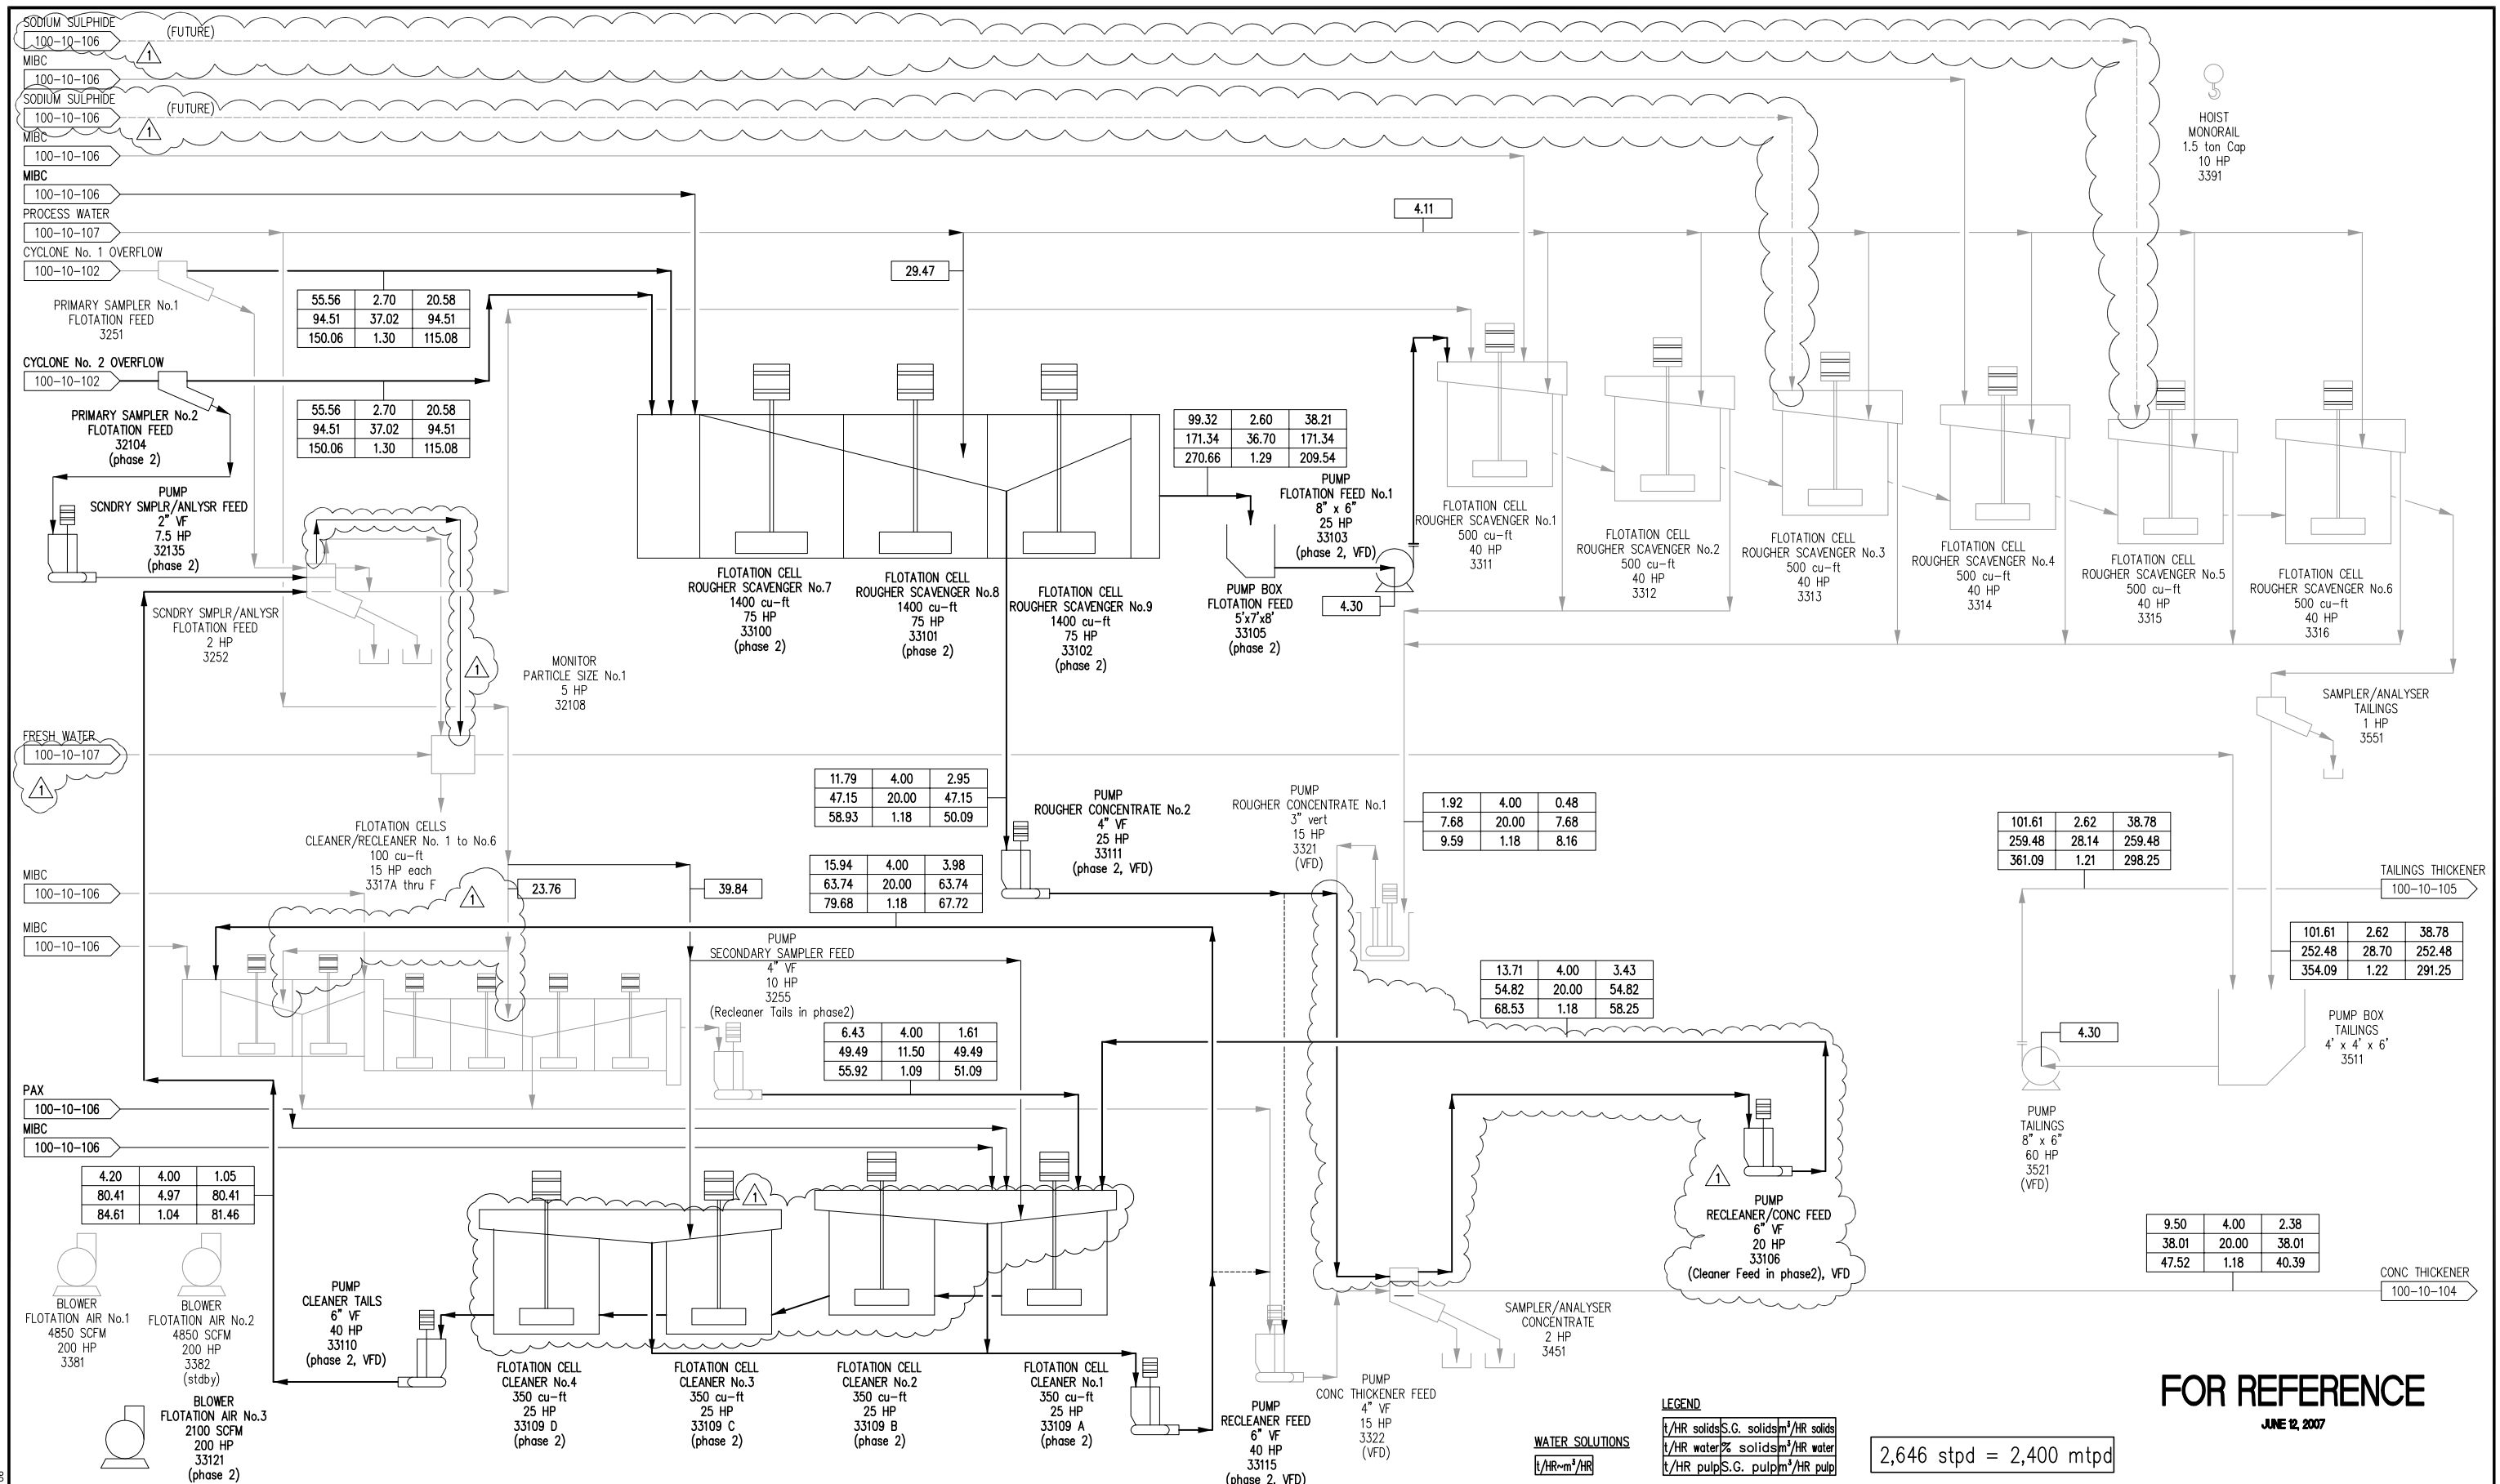 SODIUM SULPHIDE
100-10-106
(FUTURE)
1
MIBC
100-10-106
SODIUM SULPHIDE
100-10-106
(FUTURE)
1
MIBC
100-10-106
MIBC
100-10-106
PROCESS WATER
100-10-107
CYCLONE No. 1 OVERFLOW
100-10-102
PRIMARY SAMPLER No.1
FLOTATION FEED
3251
55.56 2.70 20.58
94.51 37.02 94.51
150.06 1.30 115.08
CYCLONE No. 2 OVERFLOW
100-10-102
PRIMARY SAMPLER No.2
FLOTATION FEED
32104
(phase 2)
55.56 2.70 20.58
94.51 37.02 94.51
150.06 1.30 115.08
29.47
4.11
HOIST
MONORAIL
1.5 ton Cap
10 HP
3391
PUMP
SCNDRY SMPLR/ANLYSR FEED
2" VF
7.5 HP
32135
(phase 2)
SCNDRY SMPLR/ANLYSR
FLOTATION FEED
2 HP
3252
1
MONITOR
PARTICLE SIZE No.1
5 HP
32108
FLOTATION CELL
ROUGHER SCAVENGER No.7
1400 cu-ft
75 HP
33100
(phase 2)
FLOTATION CELL
ROUGHER SCAVENGER No.8
1400 cu-ft
75 HP
33101
(phase 2)
FLOTATION CELL
ROUGHER SCAVENGER No.9
1400 cu-ft
75 HP
33102
(phase 2)
99.32 2.60 38.21
171.34 36.70 171.34
270.66 1.29 209.54
PUMP
FLOTATION FEED No.1
8" x 6"
25 HP
33103
(phase 2, VFD)
PUMP BOX
FLOTATION FEED
5'x7'x8'
33105
(phase 2)
4.30
FLOTATION CELL
ROUGHER SCAVENGER No.1
500 cu-ft
40 HP
3311
FLOTATION CELL
ROUGHER SCAVENGER No.2
500 cu-ft
40 HP
3312
FLOTATION CELL
ROUGHER SCAVENGER No.3
500 cu-ft
40 HP
3313
FLOTATION CELL
ROUGHER SCAVENGER No.4
500 cu-ft
40 HP
3314
FLOTATION CELL
ROUGHER SCAVENGER No.5
500 cu-ft
40 HP
3315
FLOTATION CELL
ROUGHER SCAVENGER No.6
500 cu-ft
40 HP
3316
SAMPLER/ANALYSER
TAILINGS
1 HP
3551
FRESH WATER
100-10-107
1
FLOTATION CELLS
CLEANER/RECLEANER No. 1 to No.6
100 cu-ft
15 HP each
3317A thru F
1
23.76
39.84
11.79 4.00 2.95
47.15 20.00 47.15
58.93 1.18 50.09
15.94 4.00 3.98
63.74 20.00 63.74
79.68 1.18 67.72
PUMP
ROUGHER CONCENTRATE No.2
4" VF
25 HP
33111
(phase 2, VFD)
PUMP
ROUGHER CONCENTRATE No.1
3" vert
15 HP
3321
(VFD)
1.92 4.00 0.48
7.68 20.00 7.68
9.59 1.18 8.16
101.61 2.62 38.78
259.48 28.14 259.48
361.09 1.21 298.25
TAILINGS THICKENER
100-10-105
MIBC
100-10-106
MIBC
100-10-106
PUMP
SECONDARY SAMPLER FEED
4" VF
10 HP
3255
(Recleaner Tails in phase2)
6.43 4.00 1.61
49.49 11.50 49.49
55.92 1.09 51.09
13.71 4.00 3.43
54.82 20.00 54.82
68.53 1.18 58.25
101.61 2.62 38.78
252.48 28.70 252.48
354.09 1.22 291.25
4.30
PUMP BOX
TAILINGS
4' x 4' x 6'
3511
PUMP
TAILINGS
8" x 6"
60 HP
3521
(VFD)
PAX
100-10-106
MIBC
100-10-106
4.20 4.00 1.05
80.41 4.97 80.41
84.61 1.04 81.46
BLOWER
FLOTATION AIR No.1
4850 SCFM
200 HP
3381
BLOWER
FLOTATION AIR No.2
4850 SCFM
200 HP
3382
(stdby)
BLOWER
FLOTATION AIR No.3
2100 SCFM
200 HP
33121
(phase 2)
PUMP
CLEANER TAILS
6" VF
40 HP
33110
(phase 2, VFD)
1
FLOTATION CELL
CLEANER No.4
350 cu-ft
25 HP
33109 D
(phase 2)
FLOTATION CELL
CLEANER No.3
350 cu-ft
25 HP
33109 C
(phase 2)
FLOTATION CELL
CLEANER No.2
350 cu-ft
25 HP
33109 B
(phase 2)
FLOTATION CELL
CLEANER No.1
350 cu-ft
25 HP
33109 A
(phase 2)
PUMP
RECLEANER FEED
6" VF
40 HP
33115
(phase 2, VFD)
PUMP
CONC THICKENER FEED
4" VF
15 HP
3322
(VFD)
SAMPLER/ANALYSER
CONCENTRATE
2 HP
3451
1
PUMP
RECLEANER/CONC FEED
6" VF
20 HP
33106
(Cleaner Feed in phase2), VFD
9.50 4.00 2.38
38.01 20.00 38.01
47.52 1.18 40.39
CONC THICKENER
100-10-104
WATER SOLUTIONS
t/HR~m³/HR
LEGEND
t/HR solids S.G. solids m³/HR solids
t/HR water % solids m³/HR water
t/HR pulp S.G. pulp m³/HR pulp
2,646 stpd = 2,400 mtpd
FOR REFERENCE
JUNE 12, 2007